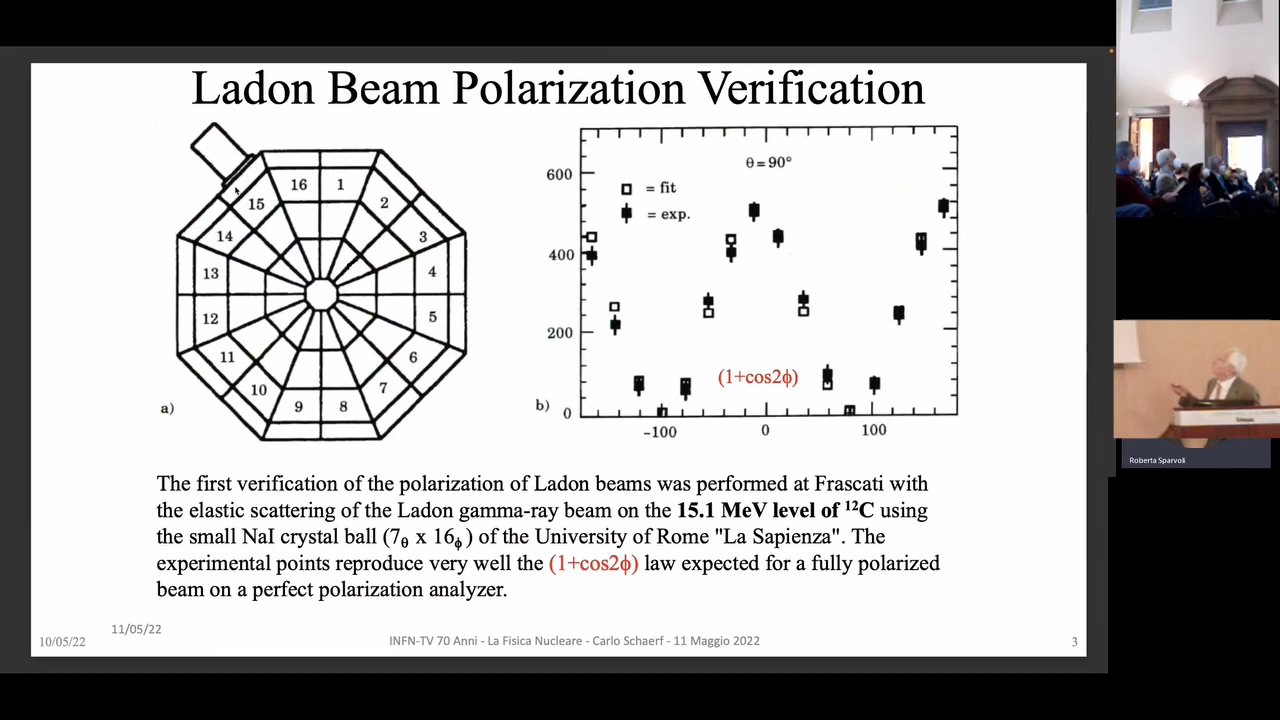 Ladon Beam Polarization Verification
16 1
15 2
14 3
13 4
12 5
11 6
10 7
9 8
a)
θ=90°
600
= fit
= exp.
400
200
(1+cos2ϕ)
b)
0
-100 0 100
The first verification of the polarization of Ladon beams was performed at Frascati with
the elastic scattering of the Ladon gamma-ray beam on the 15.1 MeV level of ¹²C using
the small NaI crystal ball (7θ x 16ϕ) of the University of Rome "La Sapienza". The
experimental points reproduce very well the (1+cos2ϕ) law expected for a fully polarized
beam on a perfect polarization analyzer.
11/05/22
10/05/22
INFN-TV 70 Anni - La Fisica Nucleare - Carlo Schaerf - 11 Maggio 2022
3
Roberta Sparvoli